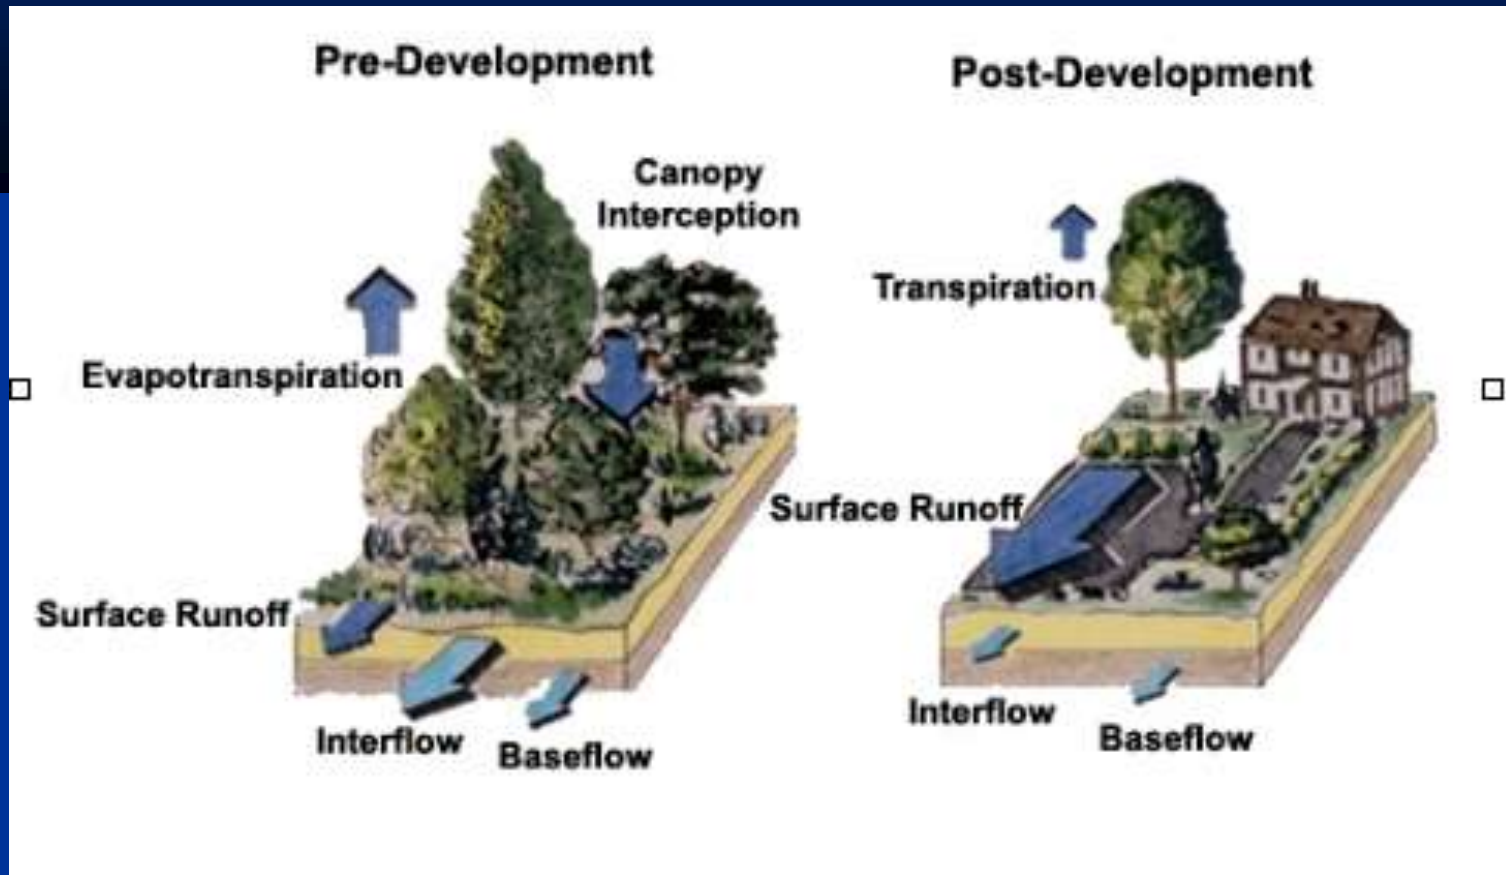 Pre-Development
Canopy
Interception
Evapotranspiration
Surface Runoff
Interflow
Baseflow
Post-Development
Transpiration
Surface Runoff
Interflow
Baseflow